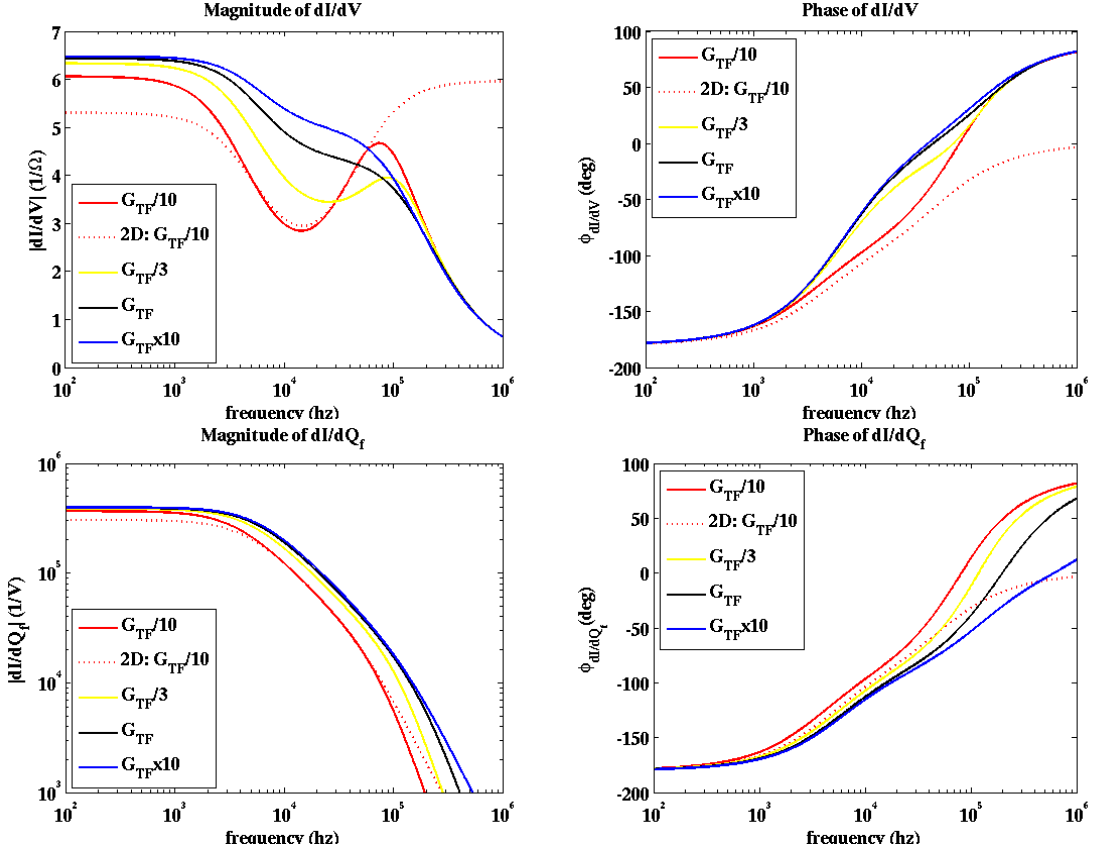 Magnitude of dI/dV
|dI/dV| (1/Ω)
7
6
5
4
3
2
1
0
G_TF/10
2D: G_TF/10
G_TF/3
G_TF
G_TFx10
10^2
10^3
10^4
10^5
10^6
frequency (hz)
Phase of dI/dV
ϕ_dI/dV (deg)
100
50
0
-50
-100
-150
-200
G_TF/10
2D: G_TF/10
G_TF/3
G_TF
G_TFx10
10^2
10^3
10^4
10^5
10^6
frequency (hz)
Magnitude of dI/dQ_f
|dI/dQ_f| (1/V)
10^6
10^5
10^4
10^3
G_TF/10
2D: G_TF/10
G_TF/3
G_TF
G_TFx10
10^2
10^3
10^4
10^5
10^6
frequency (hz)
Phase of dI/dQ_f
ϕ_dI/dQ_f (deg)
100
50
0
-50
-100
-150
-200
G_TF/10
2D: G_TF/10
G_TF/3
G_TF
G_TFx10
10^2
10^3
10^4
10^5
10^6
frequency (hz)